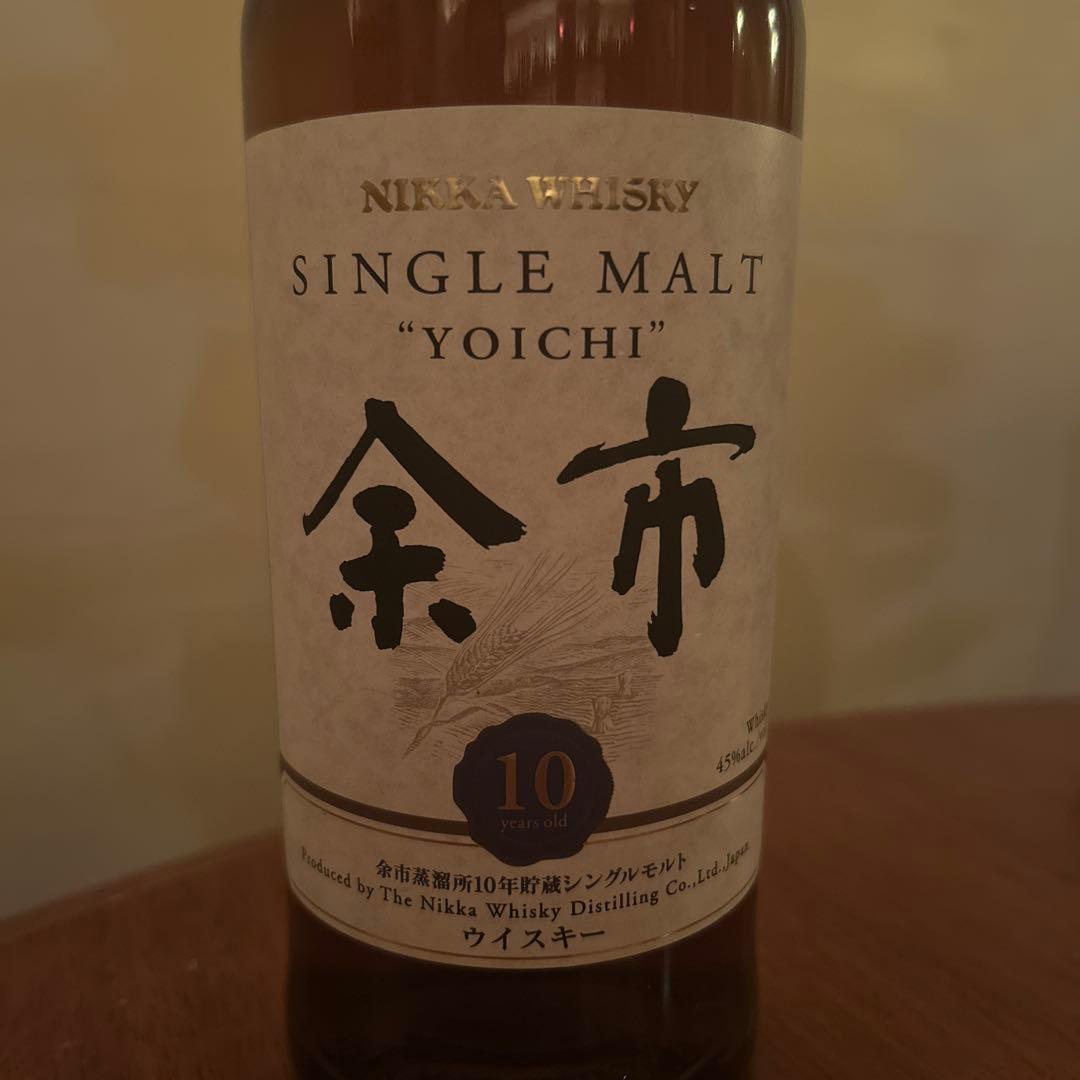 NIKKA WHISKY
SINGLE MALT
“YOICHI”
余市
45%alc./
10
years old
余市蒸溜所10年貯蔵シングルモルト
Produced by The Nikka Whisky Distilling Co.,Ltd.,Japan
ウイスキー